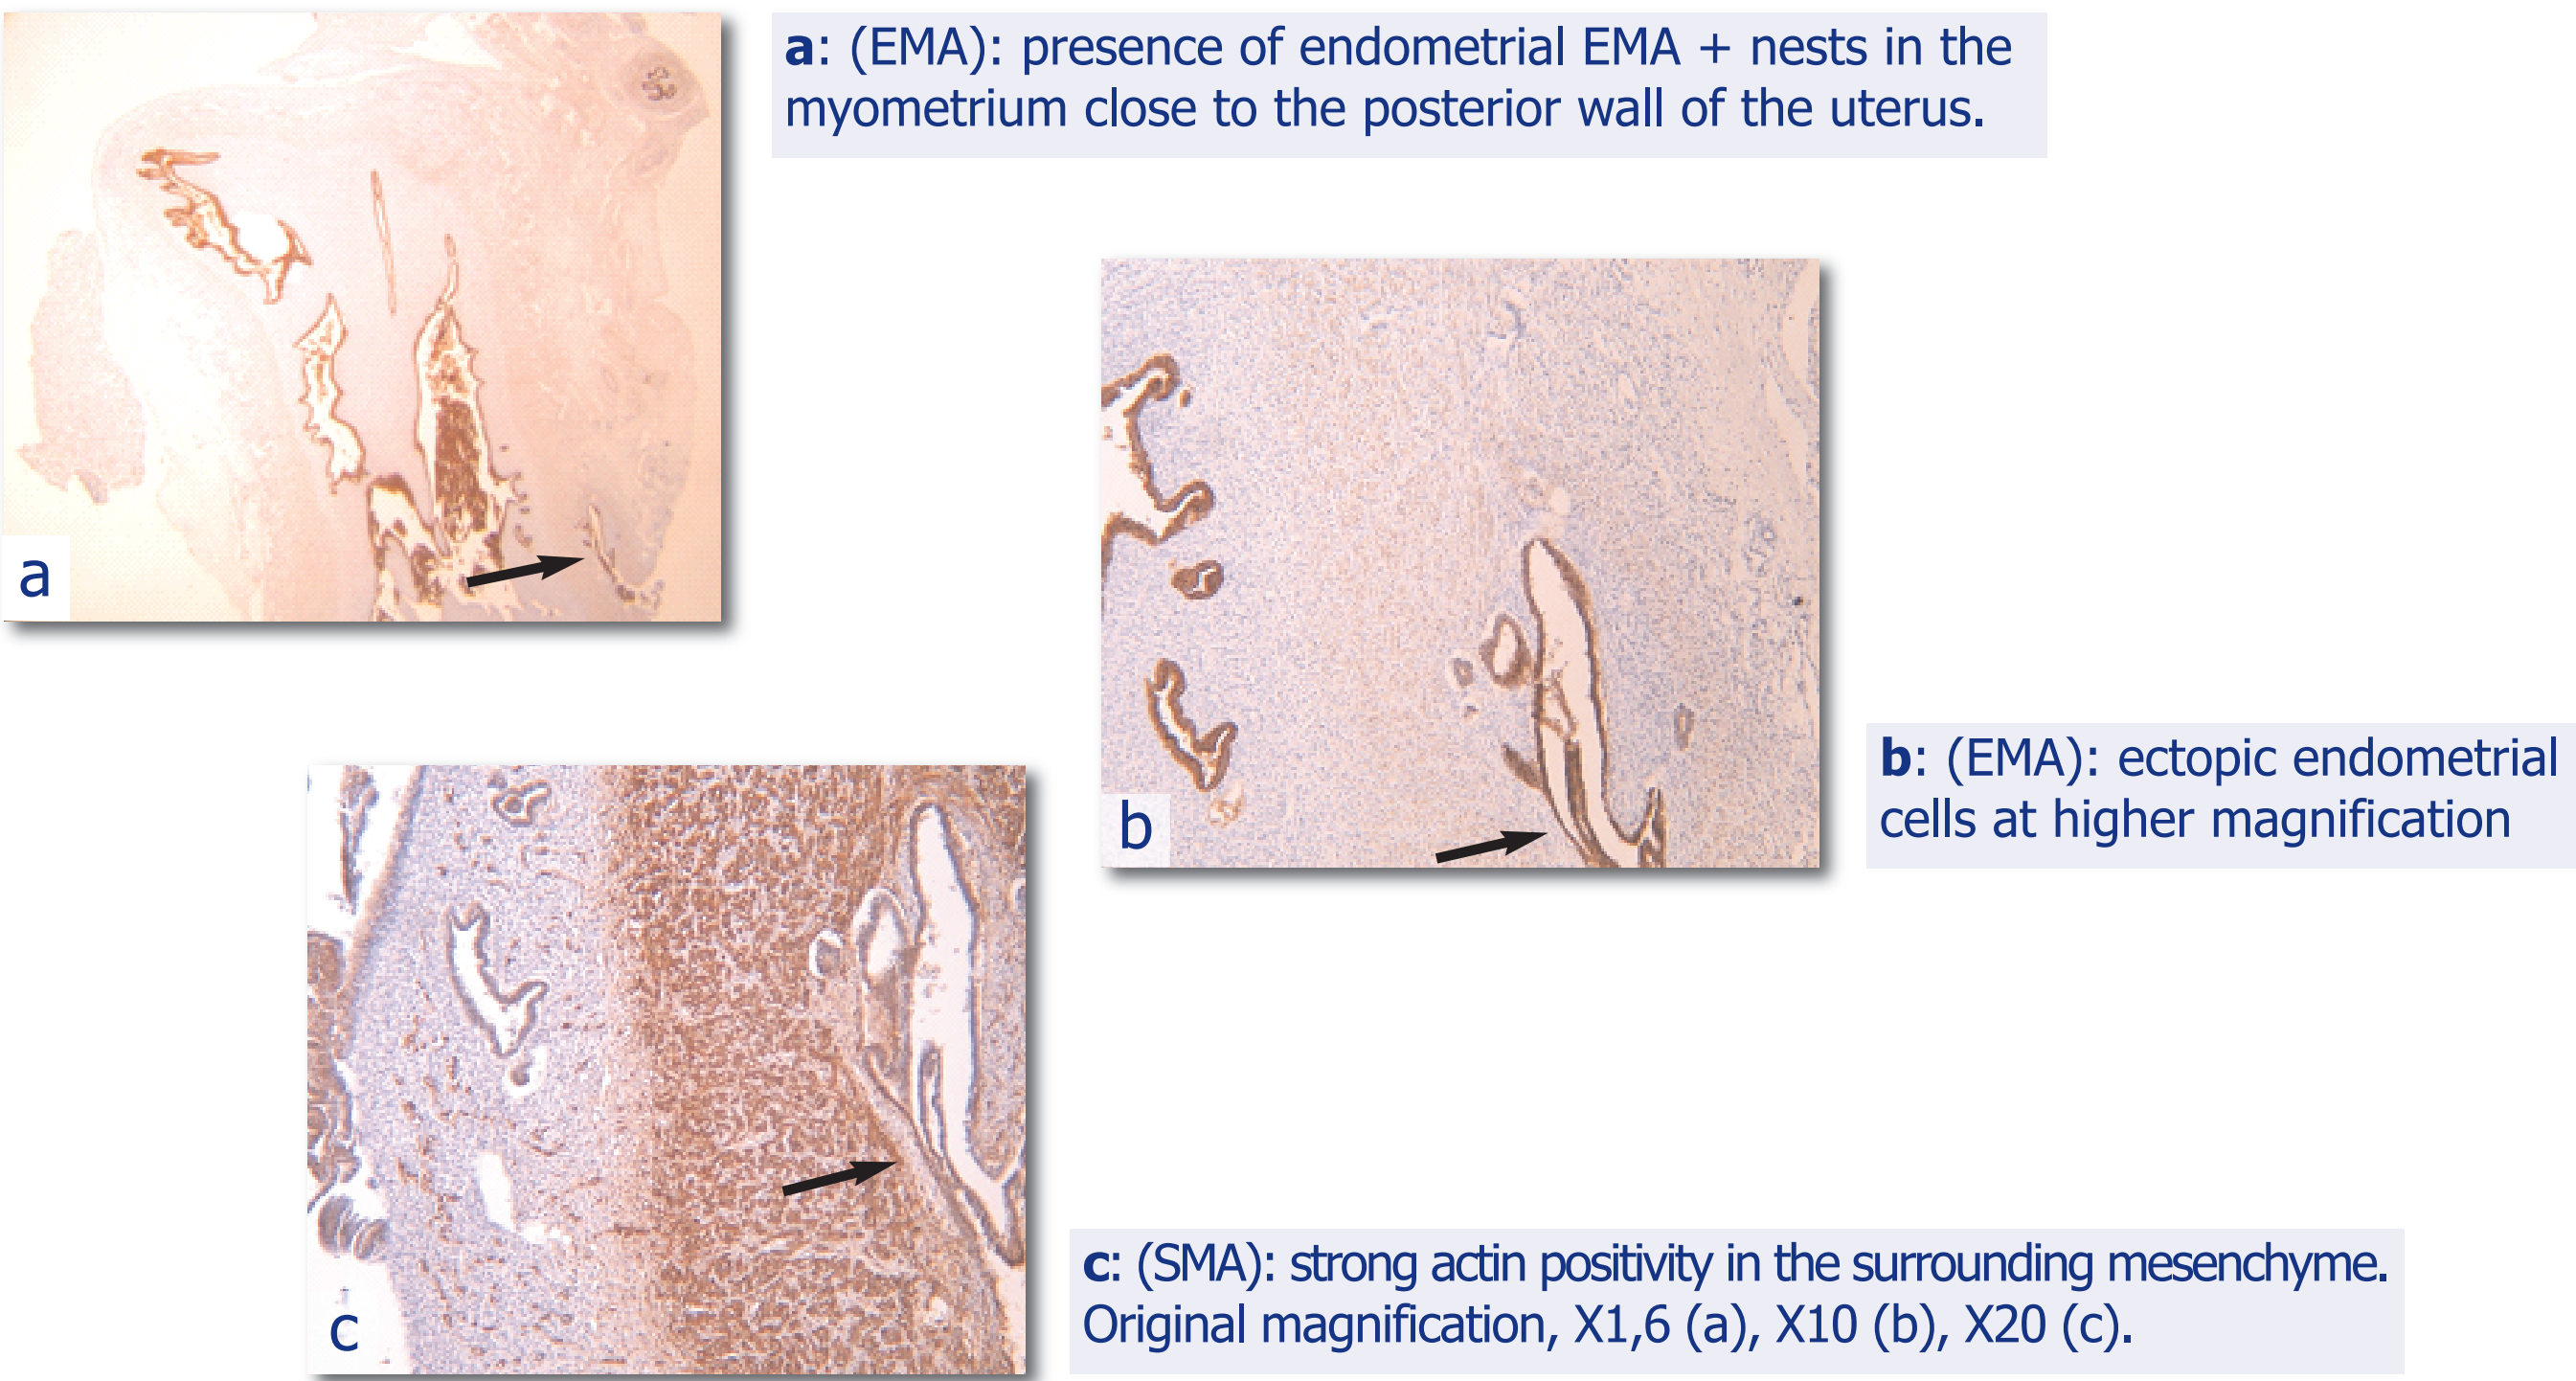 a: (EMA): presence of endometrial EMA + nests in the
myometrium close to the posterior wall of the uterus.
a
b
b: (EMA): ectopic endometrial
cells at higher magnification
c
c: (SMA): strong actin positivity in the surrounding mesenchyme.
Original magnification, X1,6 (a), X10 (b), X20 (c).